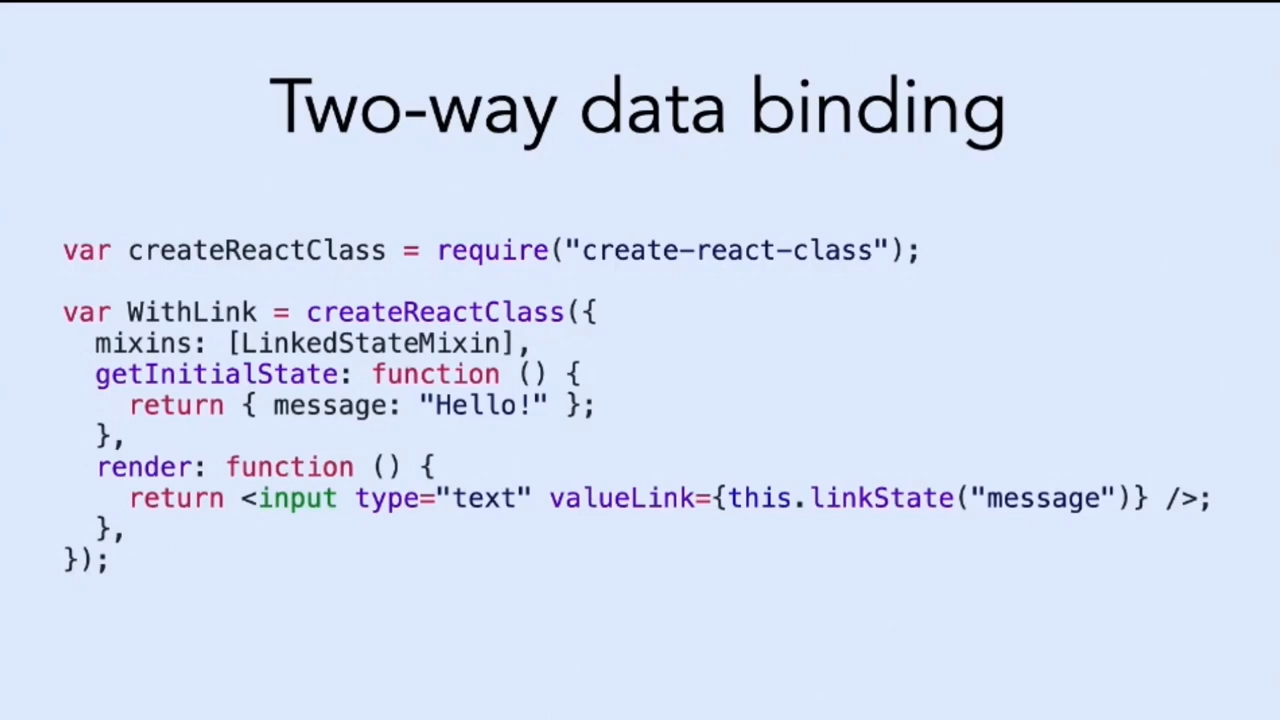 Two-way data binding
var createReactClass = require("create-react-class");
var WithLink = createReactClass({
  mixins: [LinkedStateMixin],
  getInitialState: function () {
    return { message: "Hello!" };
  },
  render: function () {
    return <input type="text" valueLink={this.linkState("message")} />;
  },
});